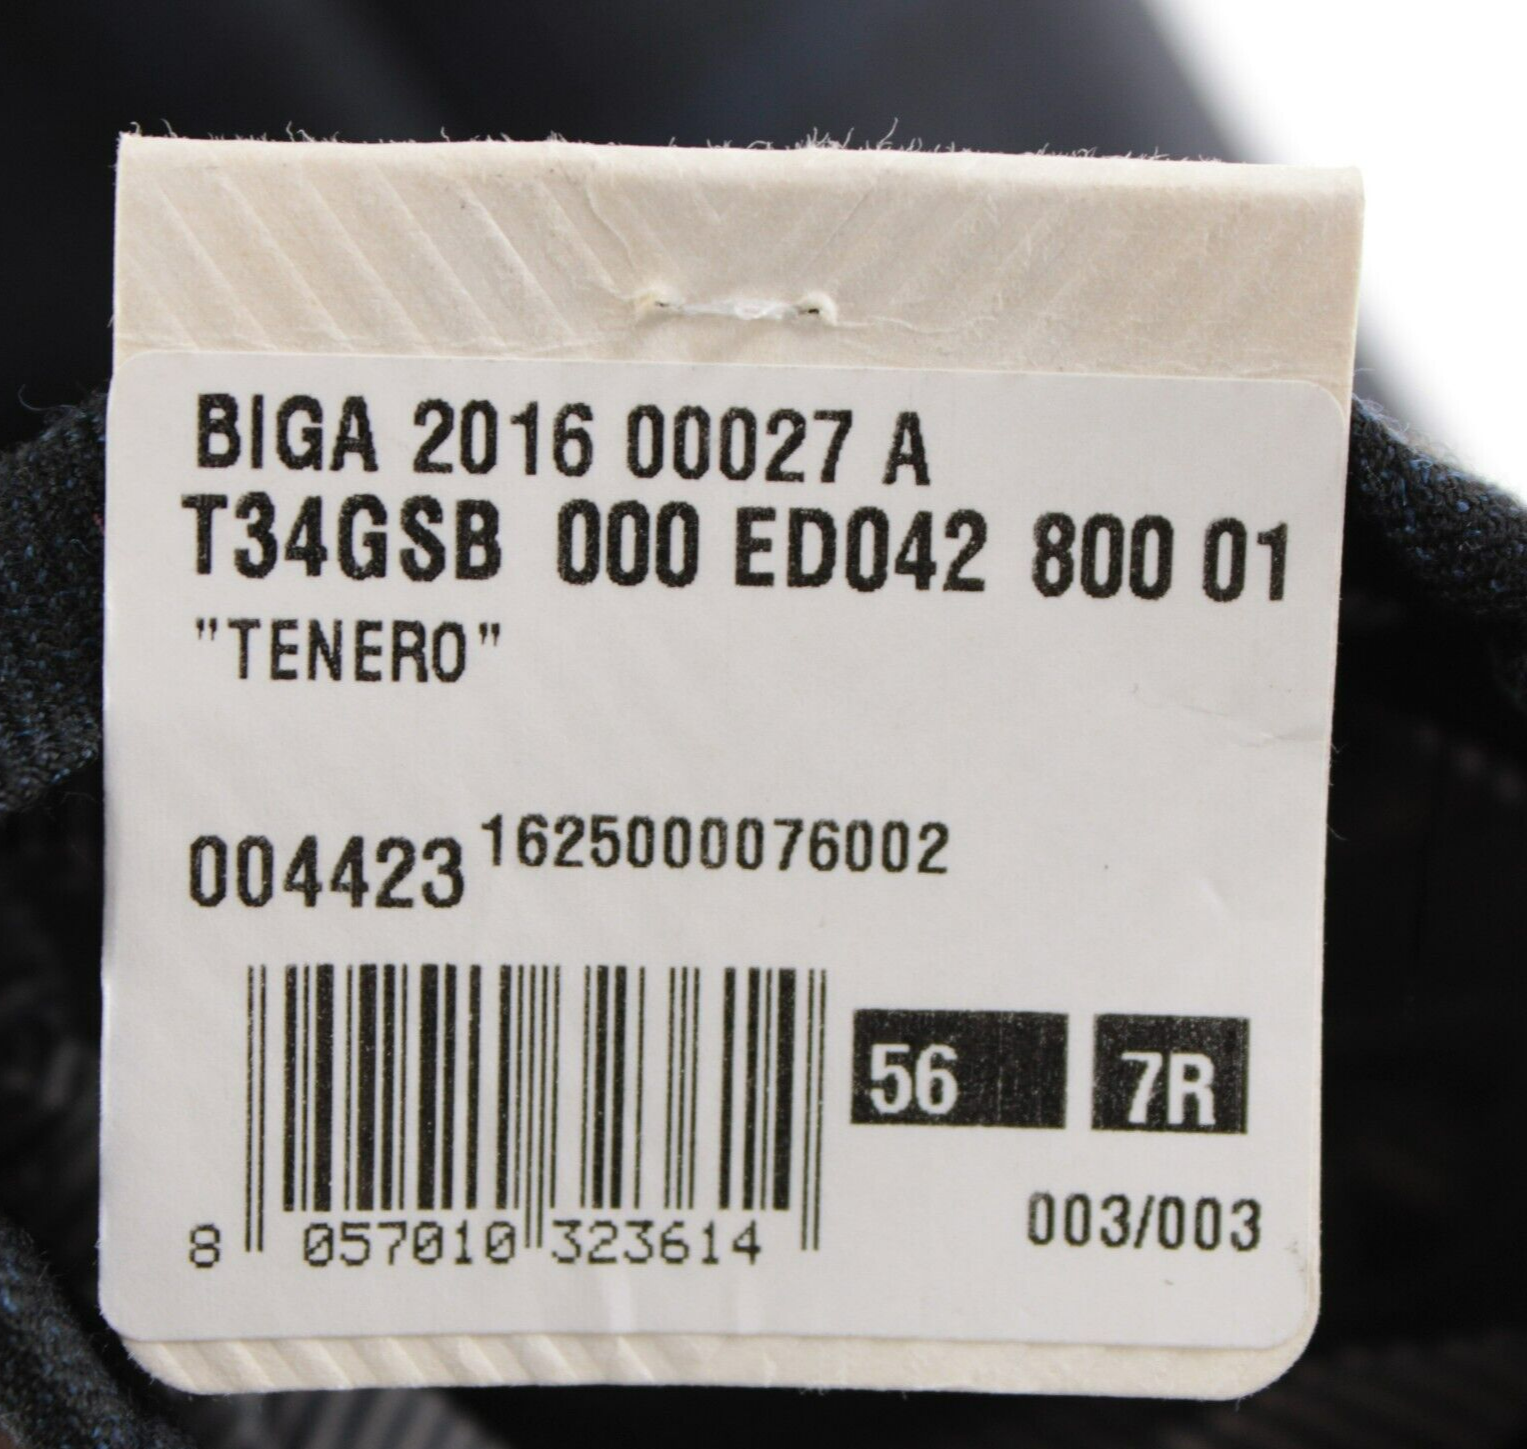 BIGA 2016 00027 A
T34GSB 000 ED042 800 01
"TENERO"
004423 1625000076002
56 7R
003/003
8 057010 323614